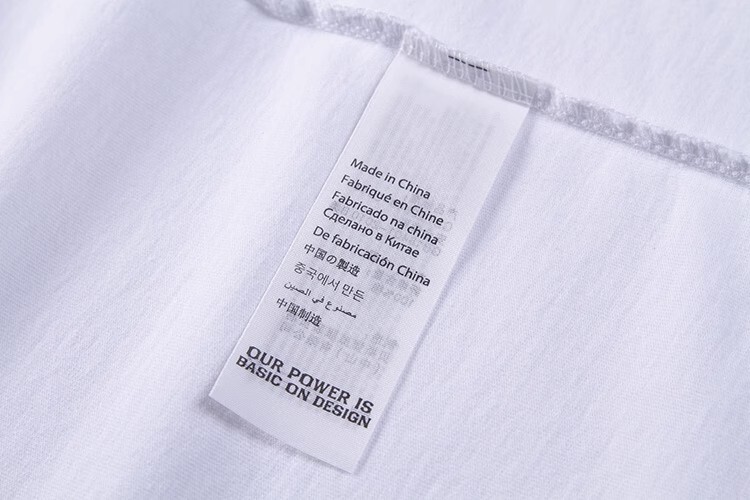 Made in China
Fabriqué en Chine
Fabricado na china
Сделано в Китае
De fabricación China
中国の製造
중국에서 만든
مصنوع في الصين
中国制造
OUR POWER IS
BASIC ON DESIGN